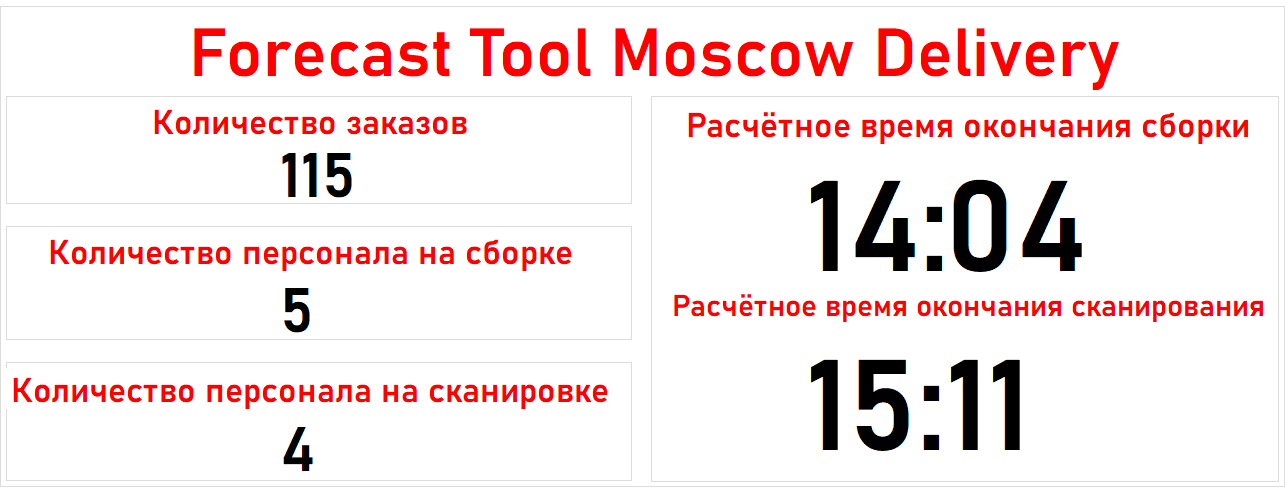 Forecast Tool Moscow Delivery
Количество заказов
115
Количество персонала на сборке
5
Количество персонала на сканировке
4
Расчётное время окончания сборки
14:04
Расчётное время окончания сканирования
15:11